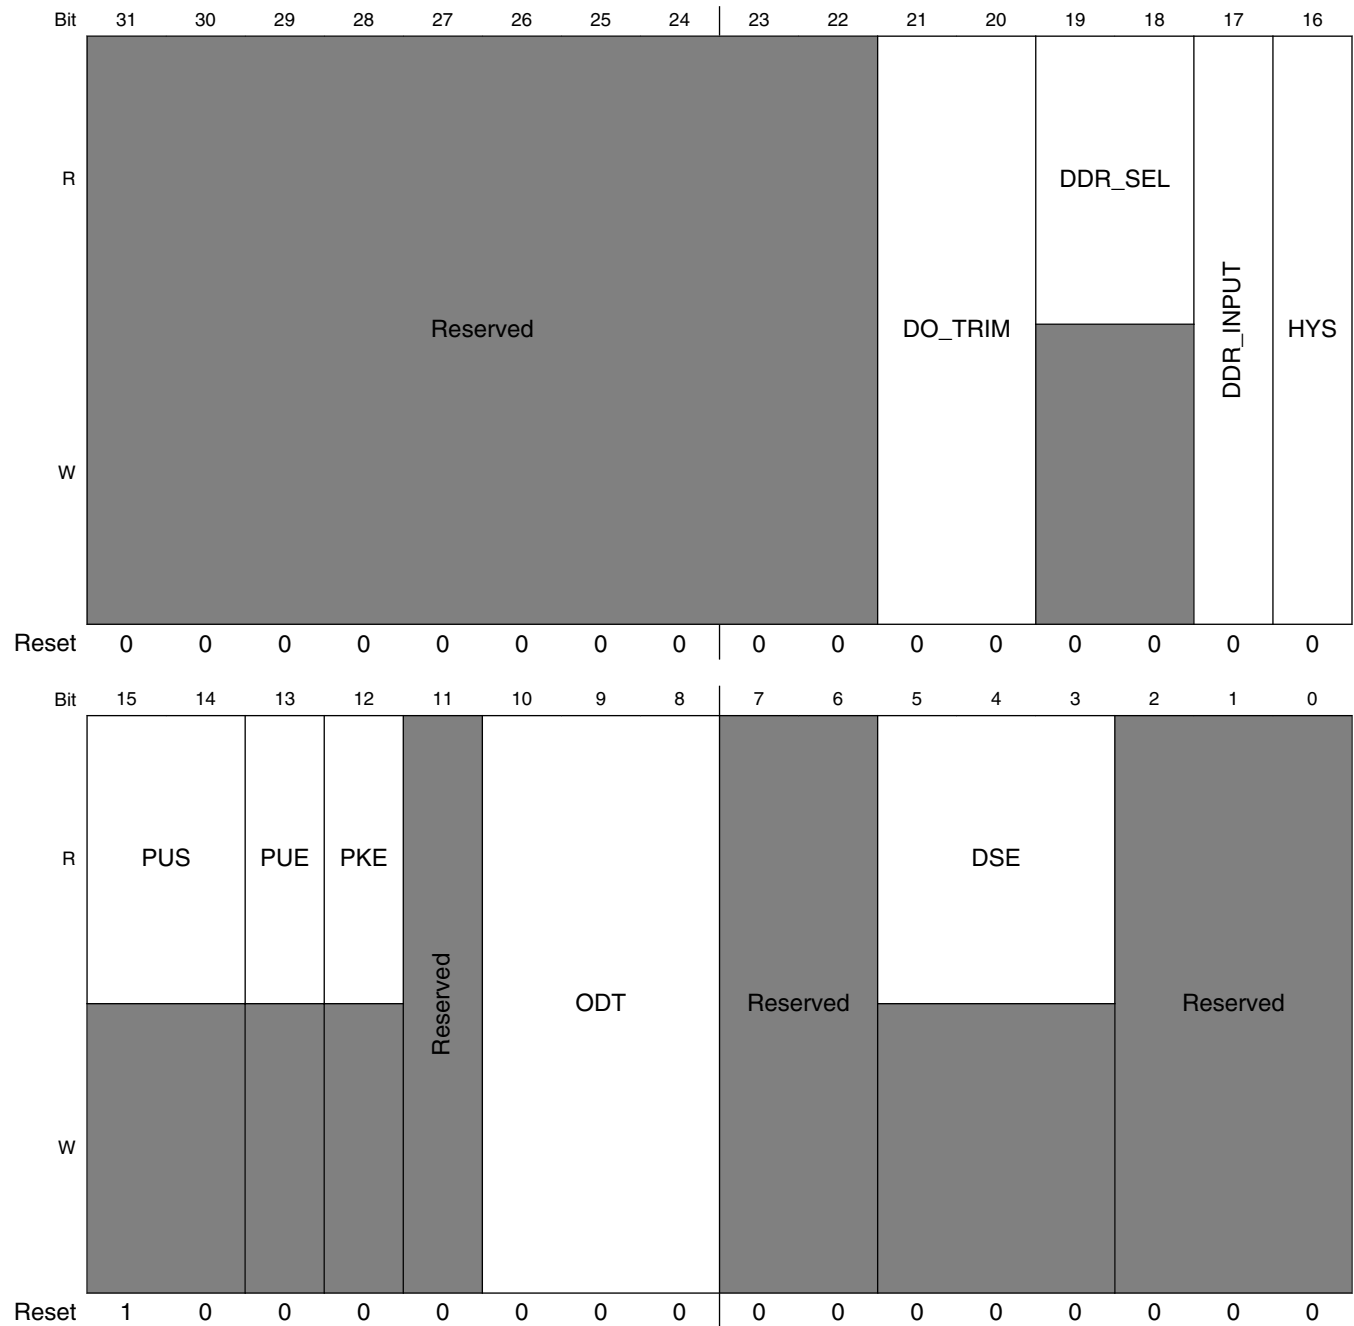 Bit 31 30 29 28 27 26 25 24 23 22 21 20 19 18 17 16
R DDR_SEL
Reserved DO_TRIM DDR_INPUT HYS
W
Reset 0 0 0 0 0 0 0 0 0 0 0 0 0 0 0 0
Bit 15 14 13 12 11 10 9 8 7 6 5 4 3 2 1 0
R PUS PUE PKE DSE
Reserved ODT Reserved Reserved
W
Reset 1 0 0 0 0 0 0 0 0 0 0 0 0 0 0 0